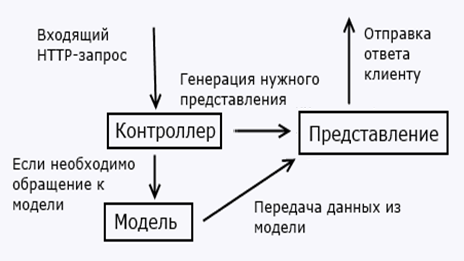 Входящий
HTTP-запрос
Отправка
ответа
клиенту
Генерация нужного
представления
Контроллер
Представление
Если необходимо
обращение к
модели
Модель
Передача данных из
модели